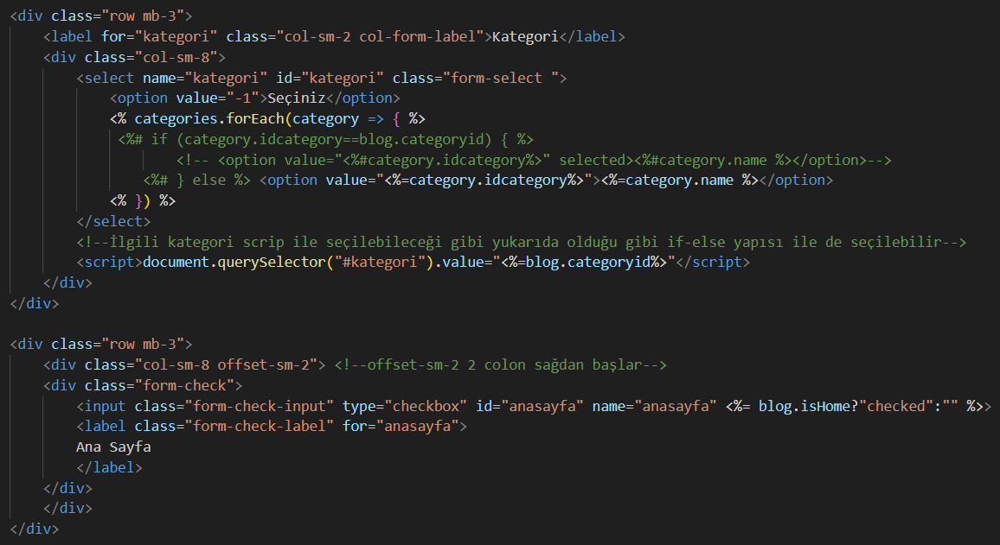 <div class="row mb-3">
<label for="kategori" class="col-sm-2 col-form-label">Kategori</label>
<div class="col-sm-8">
<select name="kategori" id="kategori" class="form-select ">
<option value="-1">Seçiniz</option>
<% categories.forEach(category => { %>
<%# if (category.idcategory==blog.categoryid) { %>
<!-- <option value="<%#category.idcategory%>" selected><%#category.name %></option>-->
<%# } else %> <option value="<%=category.idcategory%>"><%=category.name %></option>
<% }) %>
</select>
<!--İlgili kategori scrip ile seçilebileceği gibi yukarıda olduğu gibi if-else yapısı ile de seçilebilir-->
<script>document.querySelector("#kategori").value="<%=blog.categoryid%>"</script>
</div>
</div>
<div class="row mb-3">
<div class="col-sm-8 offset-sm-2"> <!--offset-sm-2 2 colon sağdan başlar-->
<div class="form-check">
<input class="form-check-input" type="checkbox" id="anasayfa" name="anasayfa" <%= blog.isHome?"checked":"" %>>
<label class="form-check-label" for="anasayfa">
Ana Sayfa
</label>
</div>
</div>
</div>